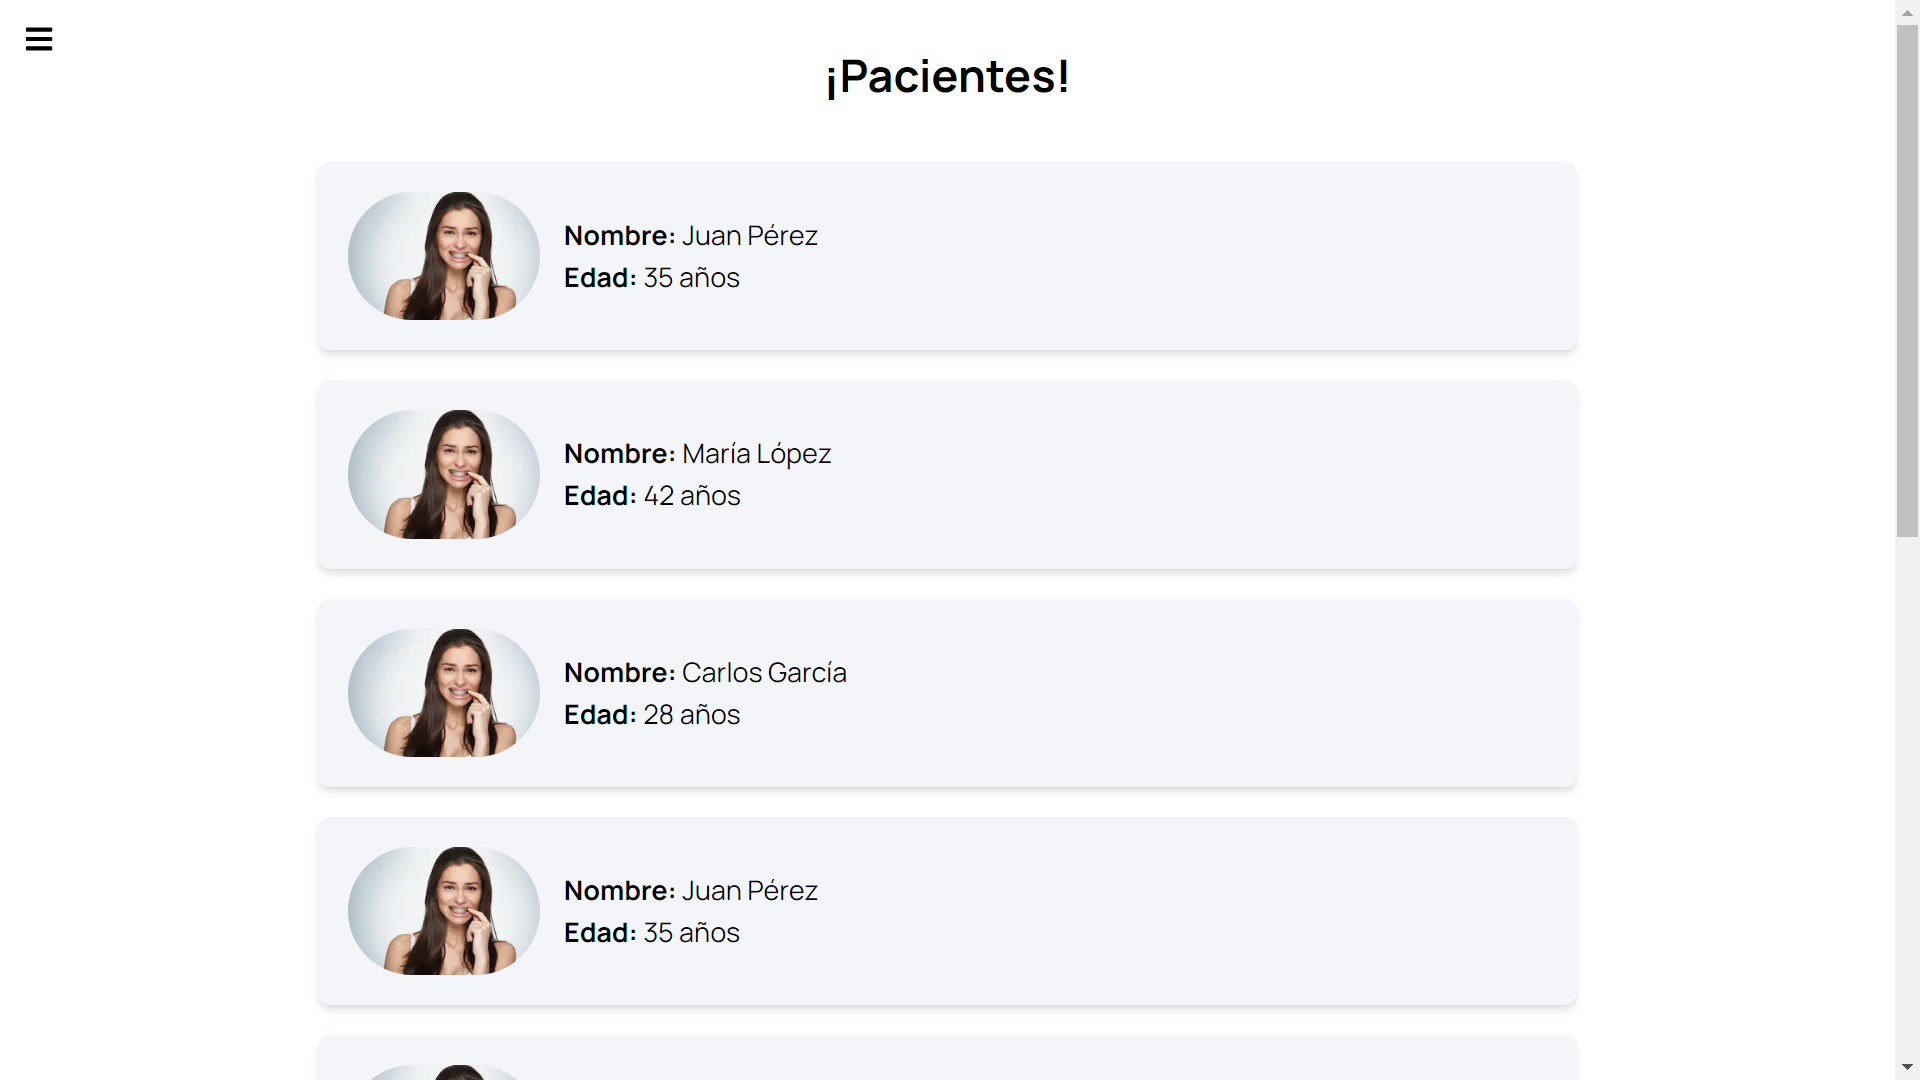 ¡Pacientes!
Nombre: Juan Pérez
Edad: 35 años
Nombre: María López
Edad: 42 años
Nombre: Carlos García
Edad: 28 años
Nombre: Juan Pérez
Edad: 35 años